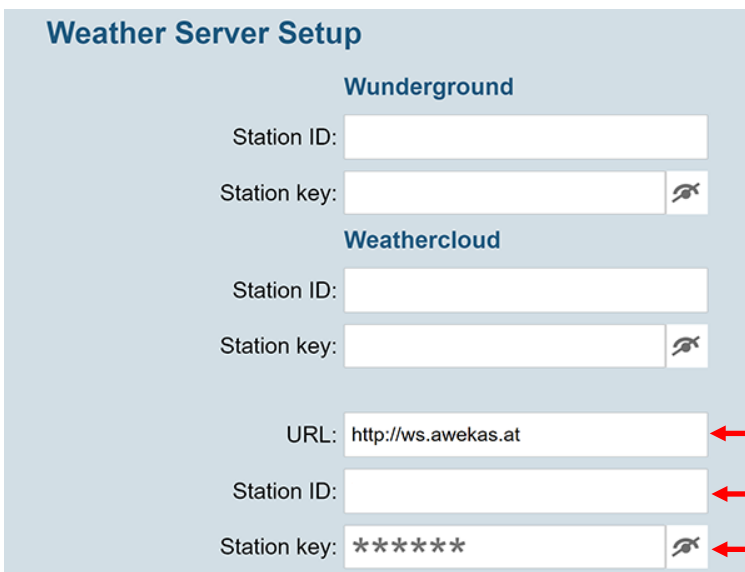 Weather Server Setup
Wunderground
Station ID:
Station key:
Weathercloud
Station ID:
Station key:
URL: http://ws.awekas.at
Station ID:
Station key: ******